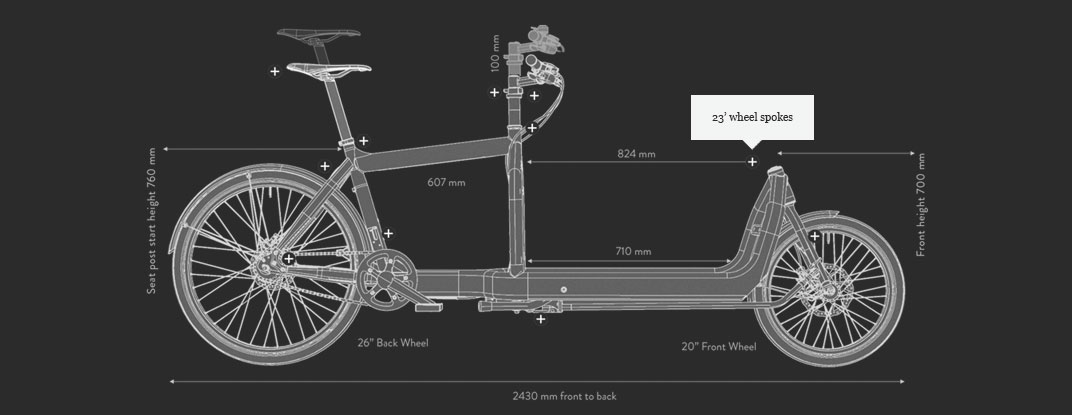 100 mm
23’ wheel spokes
824 mm
607 mm
Seat post start height 760 mm
Front height 700 mm
710 mm
26” Back Wheel
20” Front Wheel
2430 mm front to back